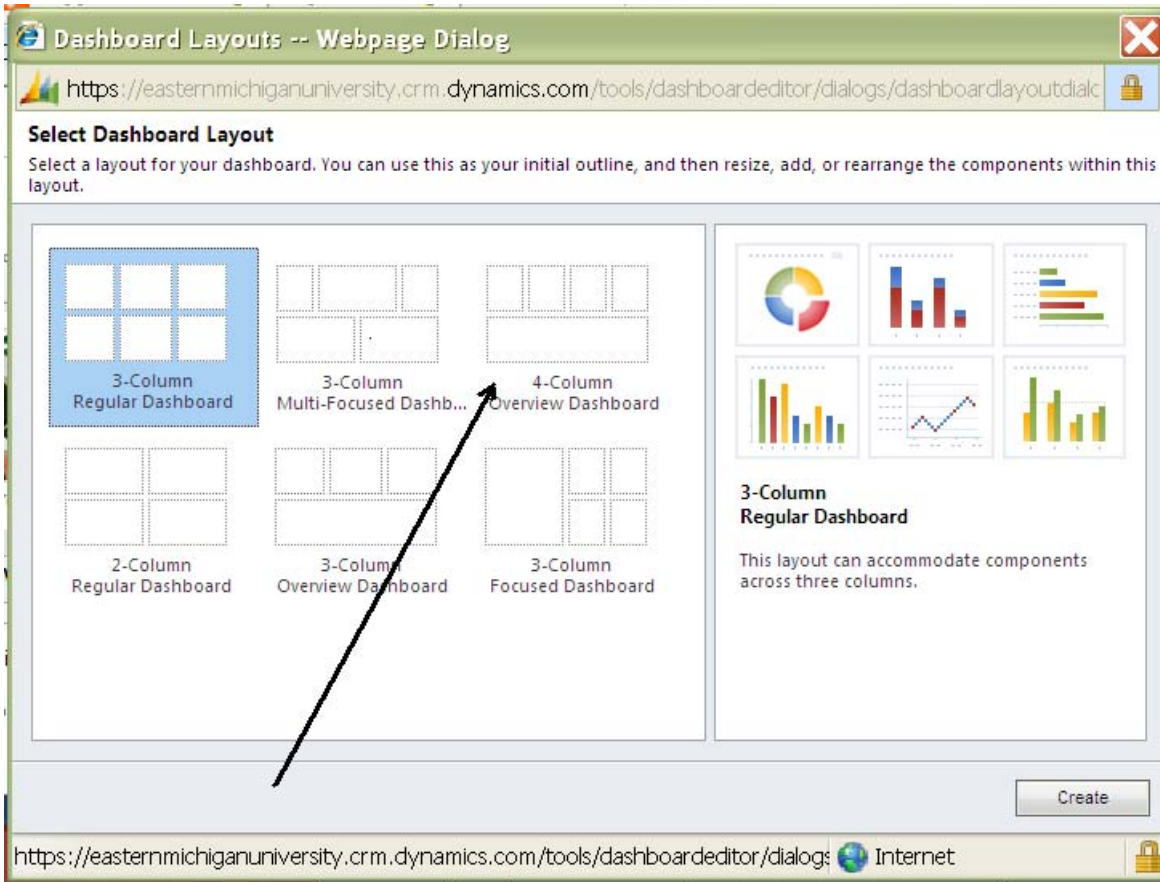 Dashboard Layouts -- Webpage Dialog
https://easternmichiganuniversity.crm.dynamics.com/tools/dashboardeditor/dialogs/dashboardlayoutdialc
Select Dashboard Layout
Select a layout for your dashboard. You can use this as your initial outline, and then resize, add, or rearrange the components within this
layout.
3-Column
Regular Dashboard
3-Column
Multi-Focused Dashb...
4-Column
Overview Dashboard
2-Column
Regular Dashboard
3-Column
Overview Dashboard
3-Column
Focused Dashboard
3-Column
Regular Dashboard
This layout can accommodate components
across three columns.
Create
https://easternmichiganuniversity.crm.dynamics.com/tools/dashboardeditor/dialogs
Internet